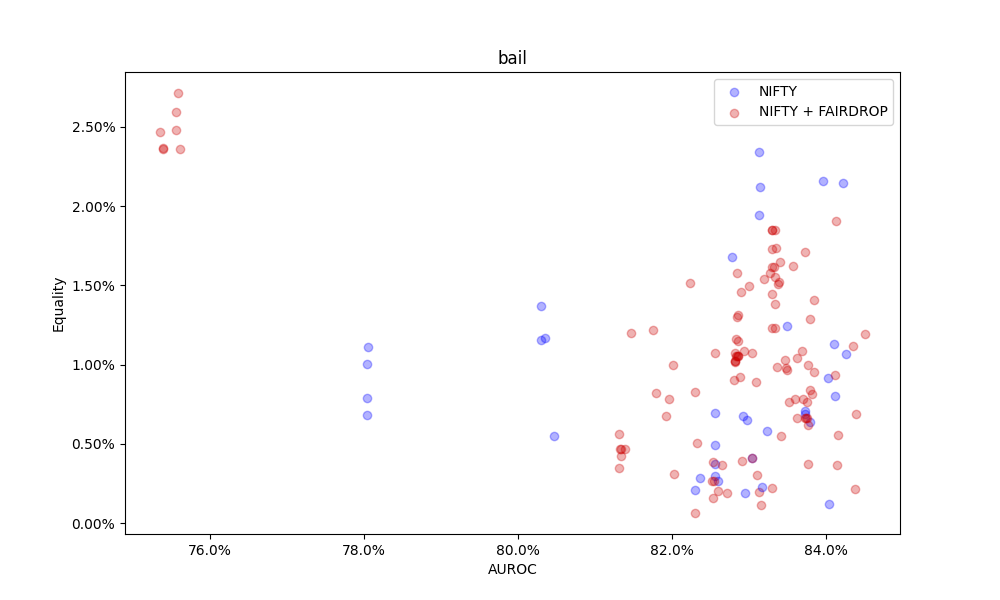 bail
NIFTY
NIFTY + FAIRDROP
Equality
2.50%
2.00%
1.50%
1.00%
0.50%
0.00%
76.0% 78.0% 80.0% 82.0% 84.0%
AUROC